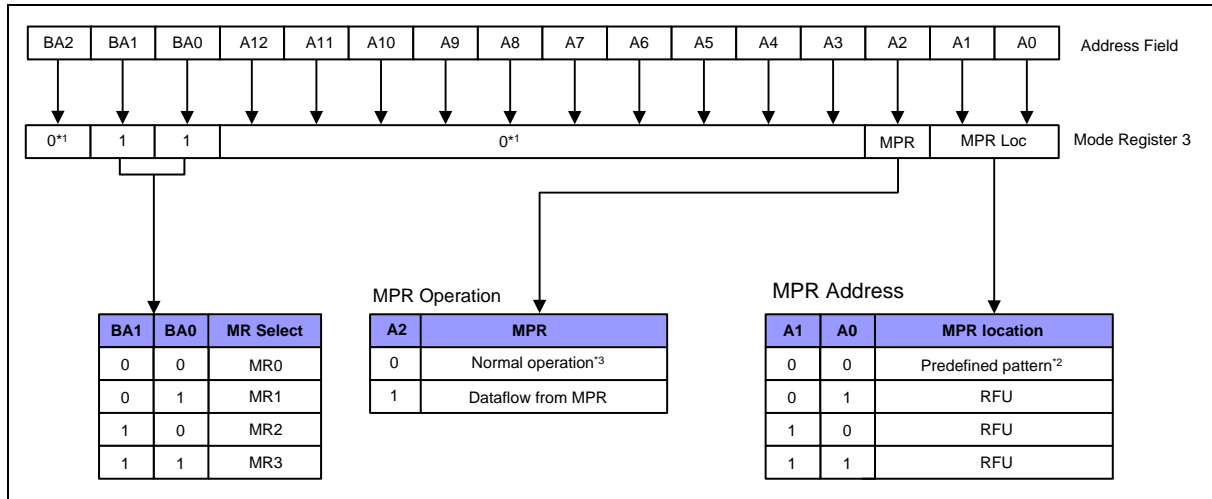 BA2 BA1 BA0 A12 A11 A10 A9 A8 A7 A6 A5 A4 A3 A2 A1 A0 Address Field
0*1 1 1 0*1 MPR MPR Loc Mode Register 3
MPR Operation
MPR Address
BA1 BA0 MR Select
0 0 MR0
0 1 MR1
1 0 MR2
1 1 MR3
A2 MPR
0 Normal operation*3
1 Dataflow from MPR
A1 A0 MPR location
0 0 Predefined pattern*2
0 1 RFU
1 0 RFU
1 1 RFU